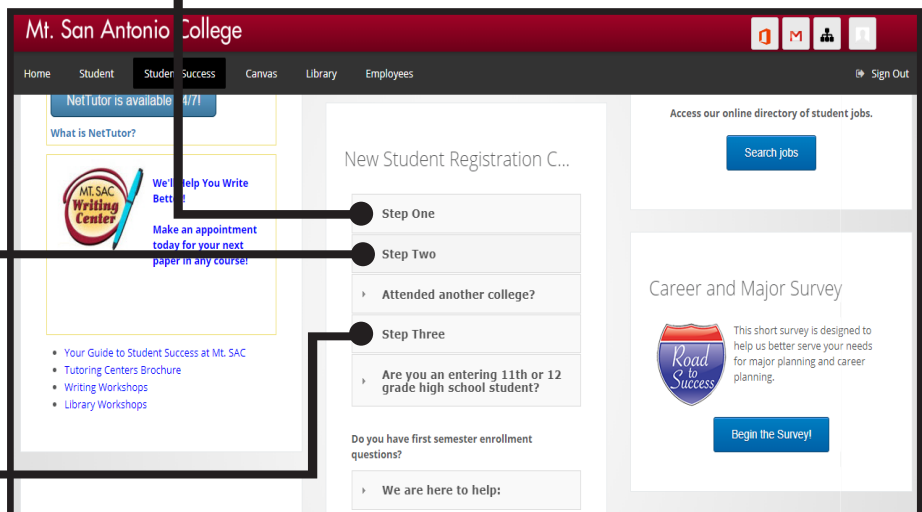 Mt. San Antonio College
Home Student Student Success Canvas Library Employees Sign Out
NetTutor is available 24/7!
What is NetTutor?
MT. SAC
Writing
Center
We'll Help You Write
Better!
Make an appointment
today for your next
paper in any course!
Your Guide to Student Success at Mt. SAC
Tutoring Centers Brochure
Writing Workshops
Library Workshops
New Student Registration C...
Step One
Step Two
Attended another college?
Step Three
Are you an entering 11th or 12
grade high school student?
Do you have first semester enrollment
questions?
We are here to help:
Access our online directory of student jobs.
Search jobs
Career and Major Survey
Road
to
Success
This short survey is designed to
help us better serve your needs
for major planning and career
planning.
Begin the Survey!